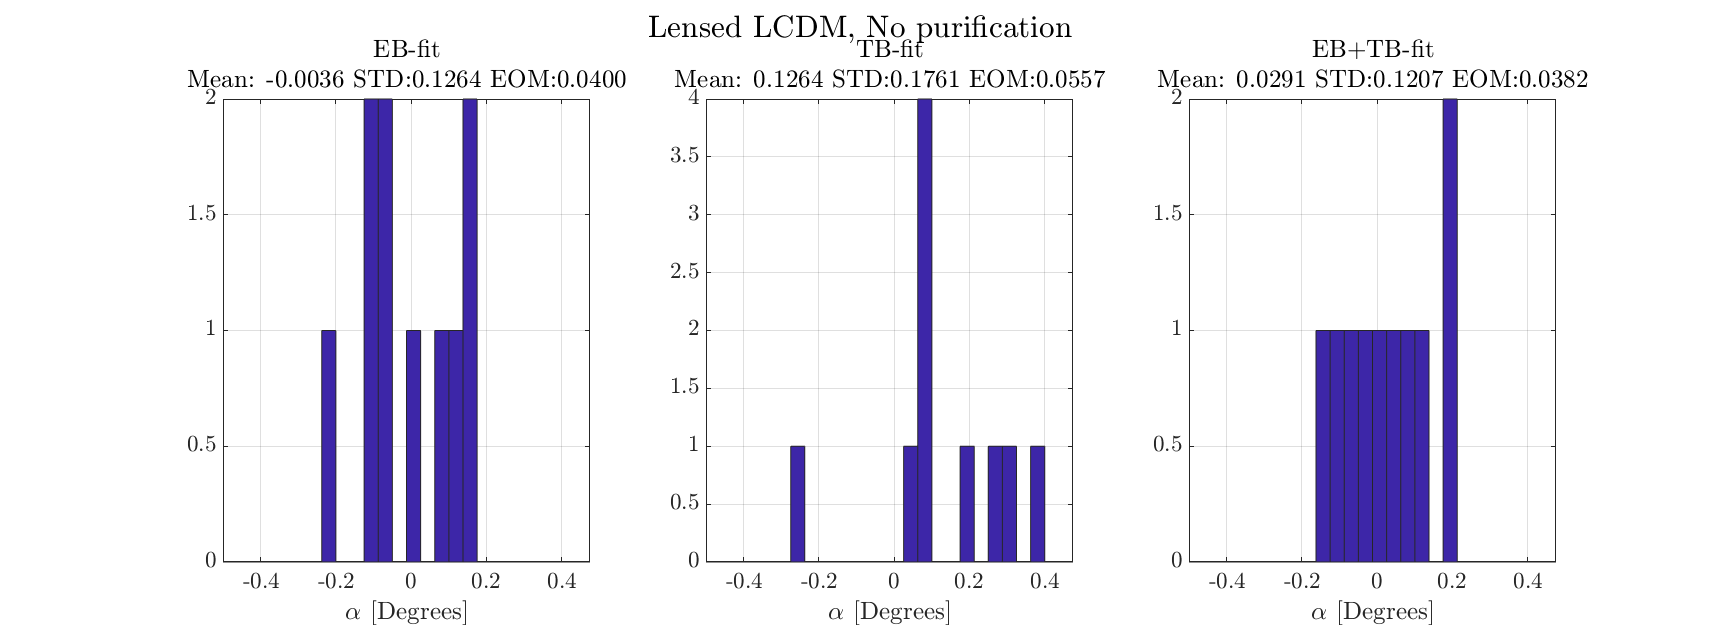 Lensed LCDM, No purification
EB-fit
Mean: -0.0036 STD:0.1264 EOM:0.0400
2
1.5
1
0.5
0
-0.4 -0.2 0 0.2 0.4
α [Degrees]
TB-fit
Mean: 0.1264 STD:0.1761 EOM:0.0557
4
3.5
3
2.5
2
1.5
1
0.5
0
-0.4 -0.2 0 0.2 0.4
α [Degrees]
EB+TB-fit
Mean: 0.0291 STD:0.1207 EOM:0.0382
2
1.5
1
0.5
0
-0.4 -0.2 0 0.2 0.4
α [Degrees]